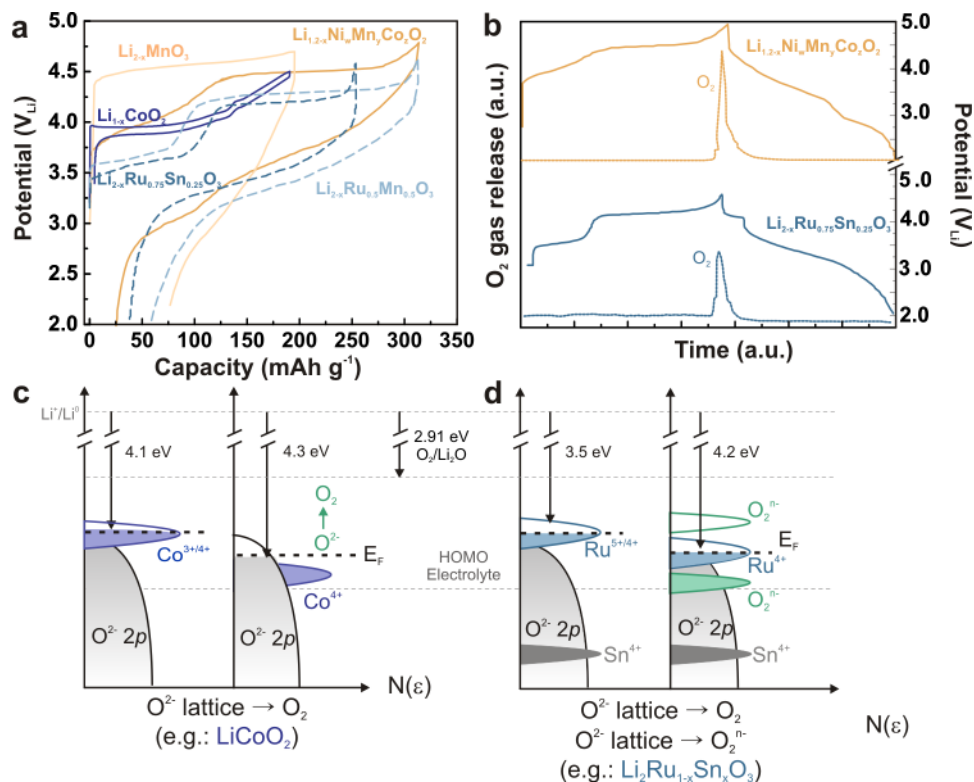 a
5.0
4.5
4.0
3.5
3.0
2.5
2.0
Potential (V_Li)
Li₂₋ₓMnO₃
Li₁.₂₋ₓNi_wMn_yCo_zO₂
Li₁₋ₓCoO₂
Li₂₋ₓRu₀.₇₅Sn₀.₂₅O₃
Li₂₋ₓRu₀.₅Mn₀.₅O₃
0 50 100 150 200 250 300 350
Capacity (mAh g⁻¹)
b
Li₁.₂₋ₓNi_wMn_yCo_zO₂
O₂
5.0
4.0
3.0
Li₂₋ₓRu₀.₇₅Sn₀.₂₅O₃
O₂
5.0
4.0
3.0
2.0
O₂ gas release (a.u.)
Potential (V_Li)
Time (a.u.)
c
Li⁺/Li⁰
4.1 eV
4.3 eV
2.91 eV
O₂/Li₂O
O₂
O²⁻
E_F
Co³⁺/⁴⁺
Co⁴⁺
HOMO
Electrolyte
O²⁻ 2p
O²⁻ 2p
N(ε)
O²⁻ lattice → O₂
(e.g.: LiCoO₂)
d
3.5 eV
4.2 eV
O₂ⁿ⁻
E_F
Ru⁵⁺/⁴⁺
Ru⁴⁺
O₂ⁿ⁻
O²⁻ 2p
O²⁻ 2p
Sn⁴⁺
Sn⁴⁺
N(ε)
O²⁻ lattice → O₂
O²⁻ lattice → O₂ⁿ⁻
(e.g.: Li₂Ru₁₋ₓSnₓO₃)